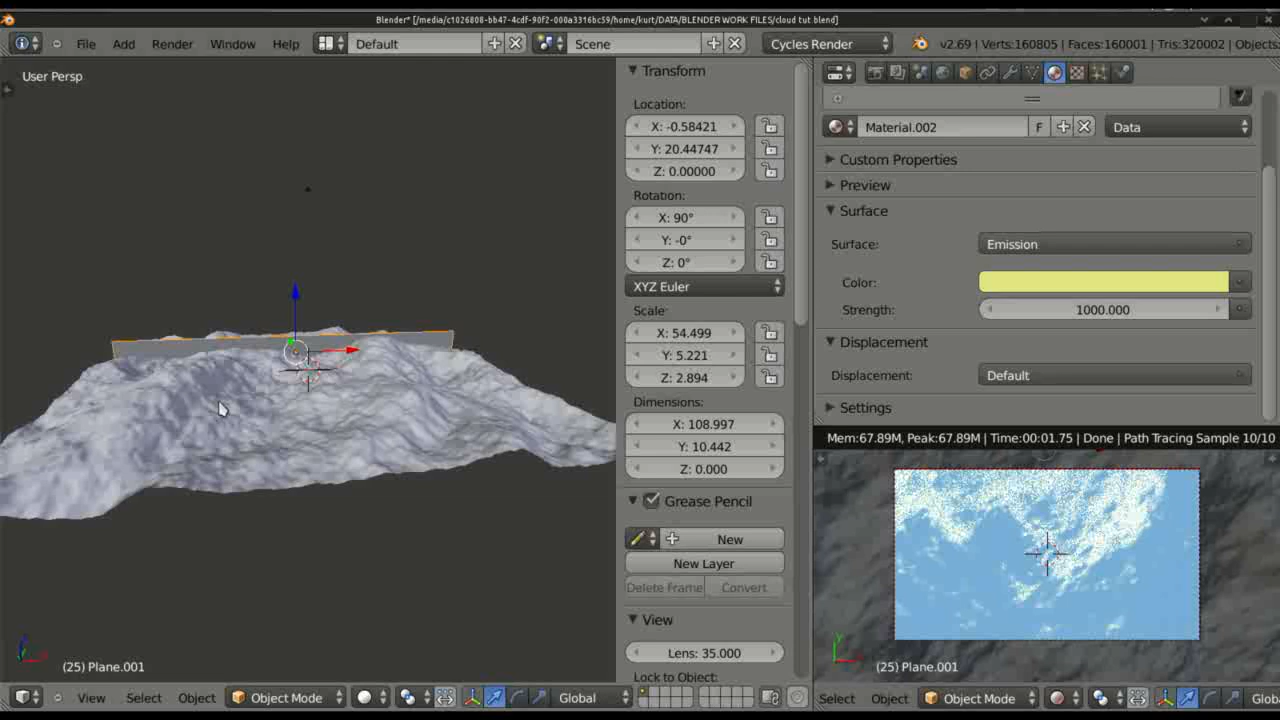 Blender* [/media/c1026808-bb47-4cdf-90f2-000a3316bc59/home/kurt/DATA/BLENDER WORK FILES/cloud tut blend]
File Add Render Window Help Default Scene Cycles Render v2.69 | Verts:160805 | Faces:160001 | Tris:320002 | Objects:
User Persp
Transform
Location:
X: -0.58421
Y: 20.44747
Z: 0.00000
Rotation:
X: 90°
Y: -0°
Z: 0°
XYZ Euler
Scale:
X: 54.499
Y: 5.221
Z: 2.894
Dimensions:
X: 108.997
Y: 10.442
Z: 0.000
Grease Pencil
New
New Layer
Delete Frame Convert
View
Lens: 35.000
Lock to Object:
Material.002 F Data
Custom Properties
Preview
Surface
Surface: Emission
Color:
Strength: 1000.000
Displacement
Displacement: Default
Settings
Mem:67.89M, Peak:67.89M | Time:00:01.75 | Done | Path Tracing Sample 10/10
(25) Plane.001
(25) Plane.001
View Select Object Object Mode Global
Select Object Object Mode Glob